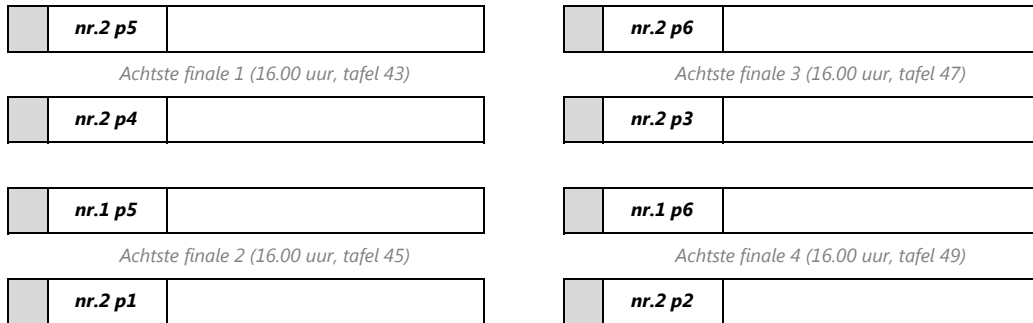 nr.2 p5
Achtste finale 1 (16.00 uur, tafel 43)
nr.2 p4
nr.1 p5
Achtste finale 2 (16.00 uur, tafel 45)
nr.2 p1
nr.2 p6
Achtste finale 3 (16.00 uur, tafel 47)
nr.2 p3
nr.1 p6
Achtste finale 4 (16.00 uur, tafel 49)
nr.2 p2